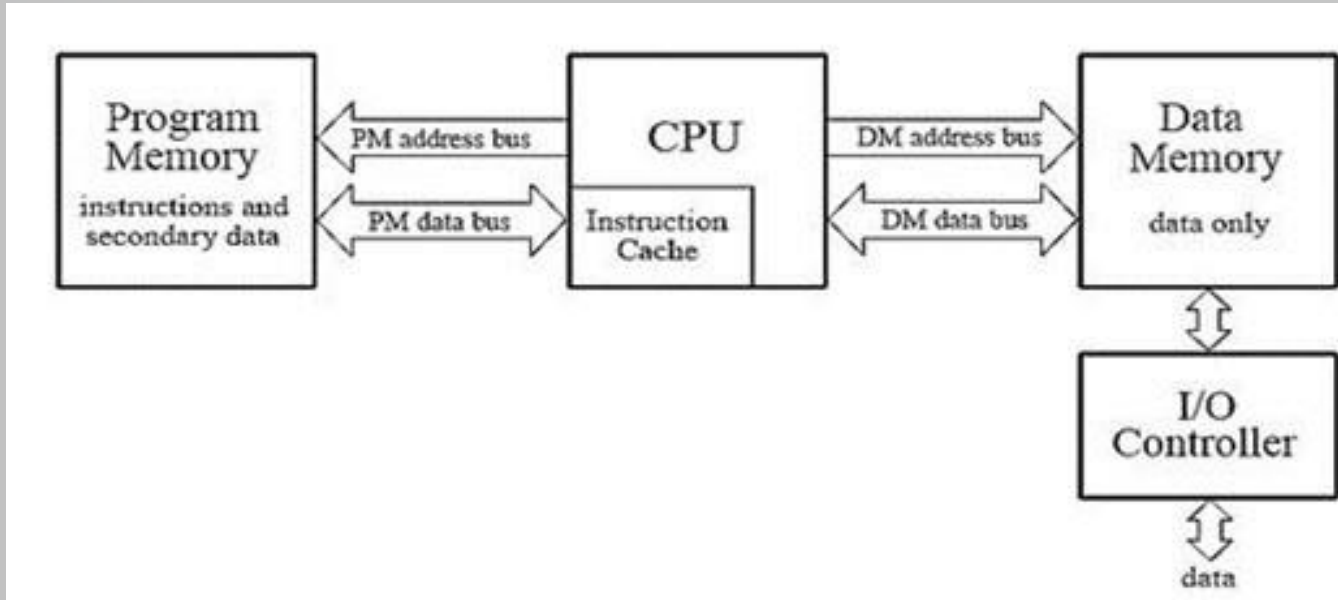 Program
Memory
instructions and
secondary data
PM address bus
PM data bus
CPU
Instruction
Cache
DM address bus
DM data bus
Data
Memory
data only
I/O
Controller
data